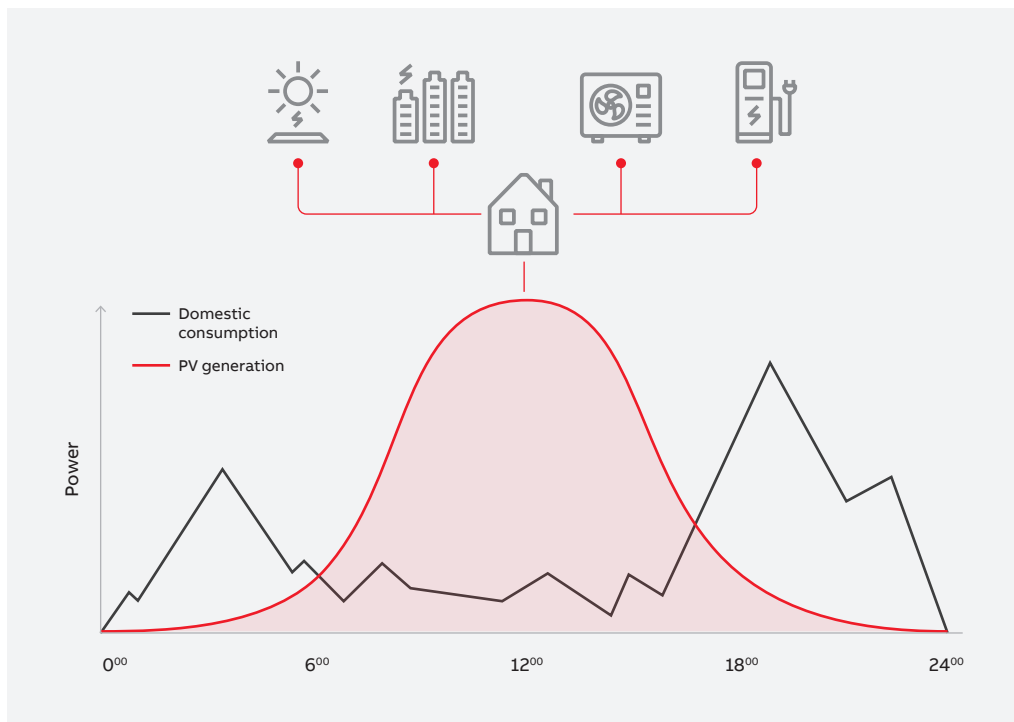 Domestic
consumption
PV generation
Power
0⁰⁰ 6⁰⁰ 12⁰⁰ 18⁰⁰ 24⁰⁰